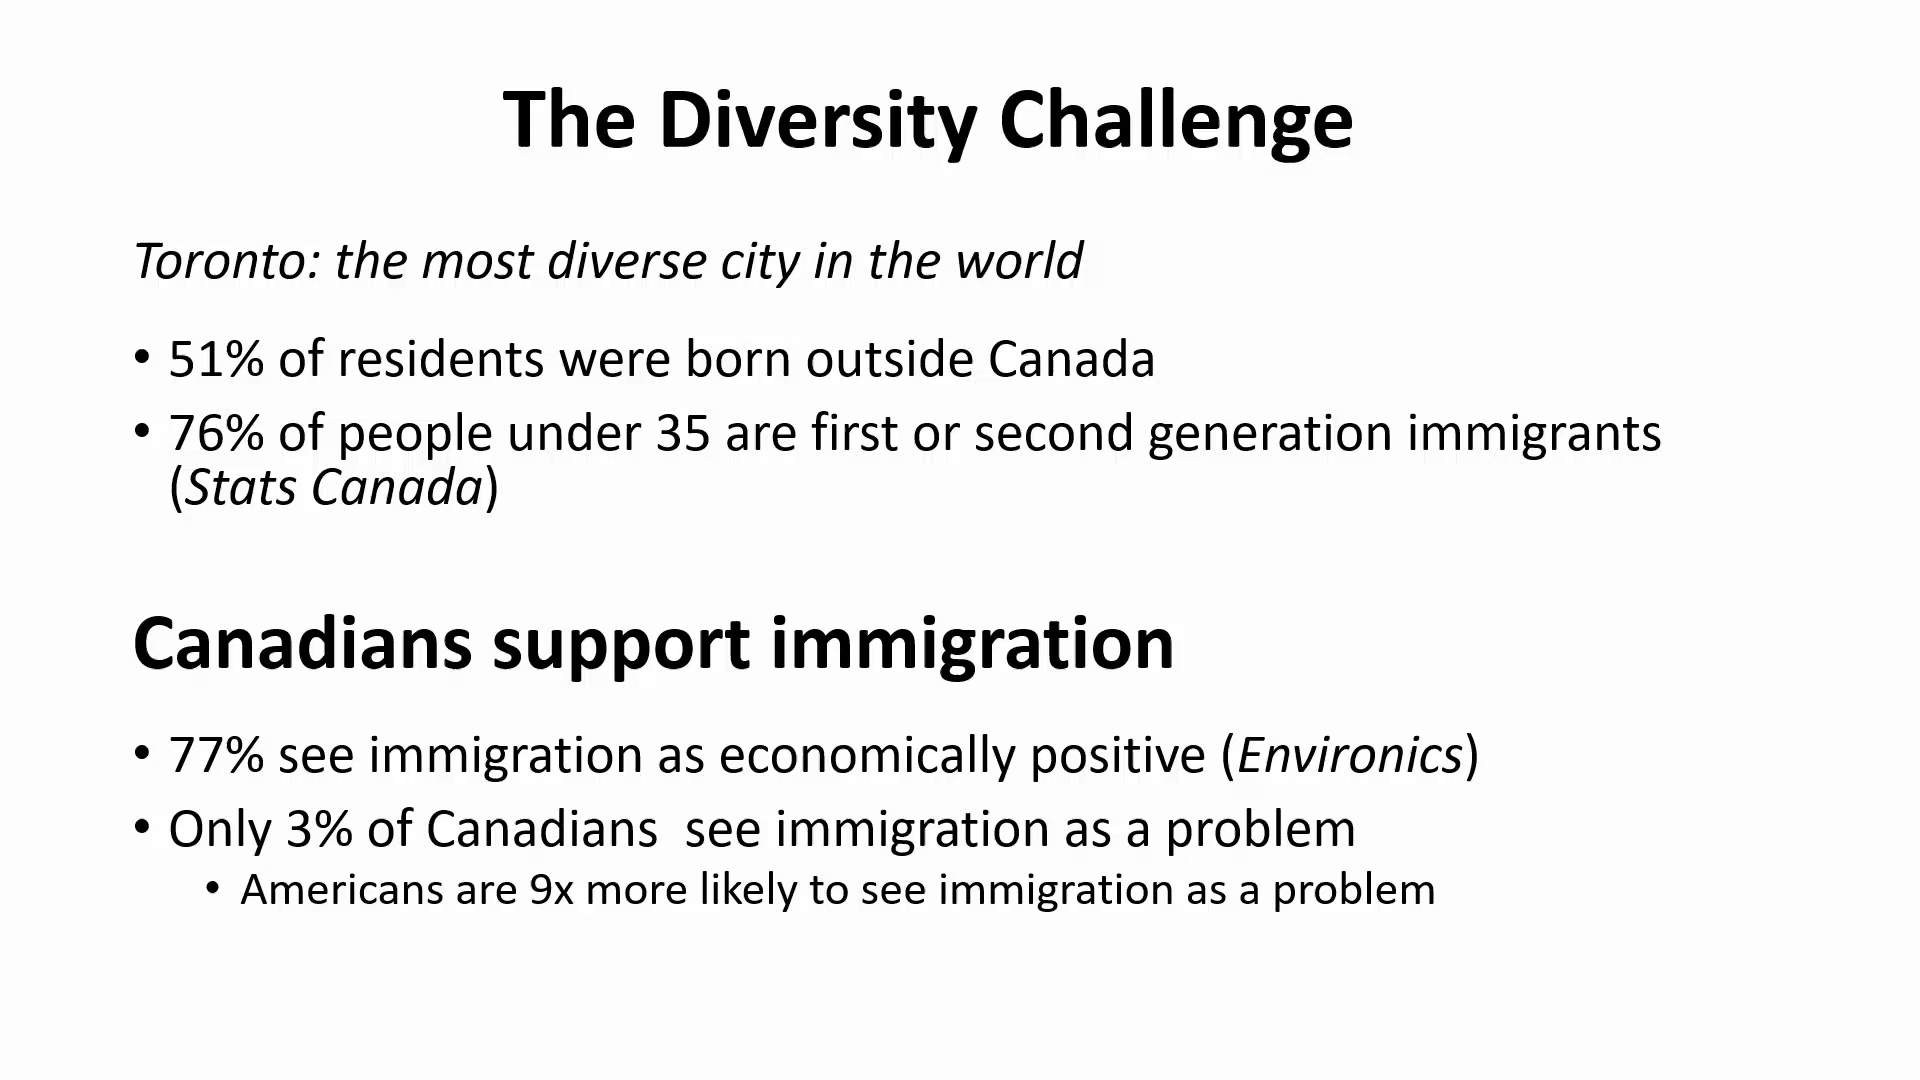 The Diversity Challenge
Toronto: the most diverse city in the world
• 51% of residents were born outside Canada
• 76% of people under 35 are first or second generation immigrants
(Stats Canada)
Canadians support immigration
• 77% see immigration as economically positive (Environics)
• Only 3% of Canadians  see immigration as a problem
• Americans are 9x more likely to see immigration as a problem